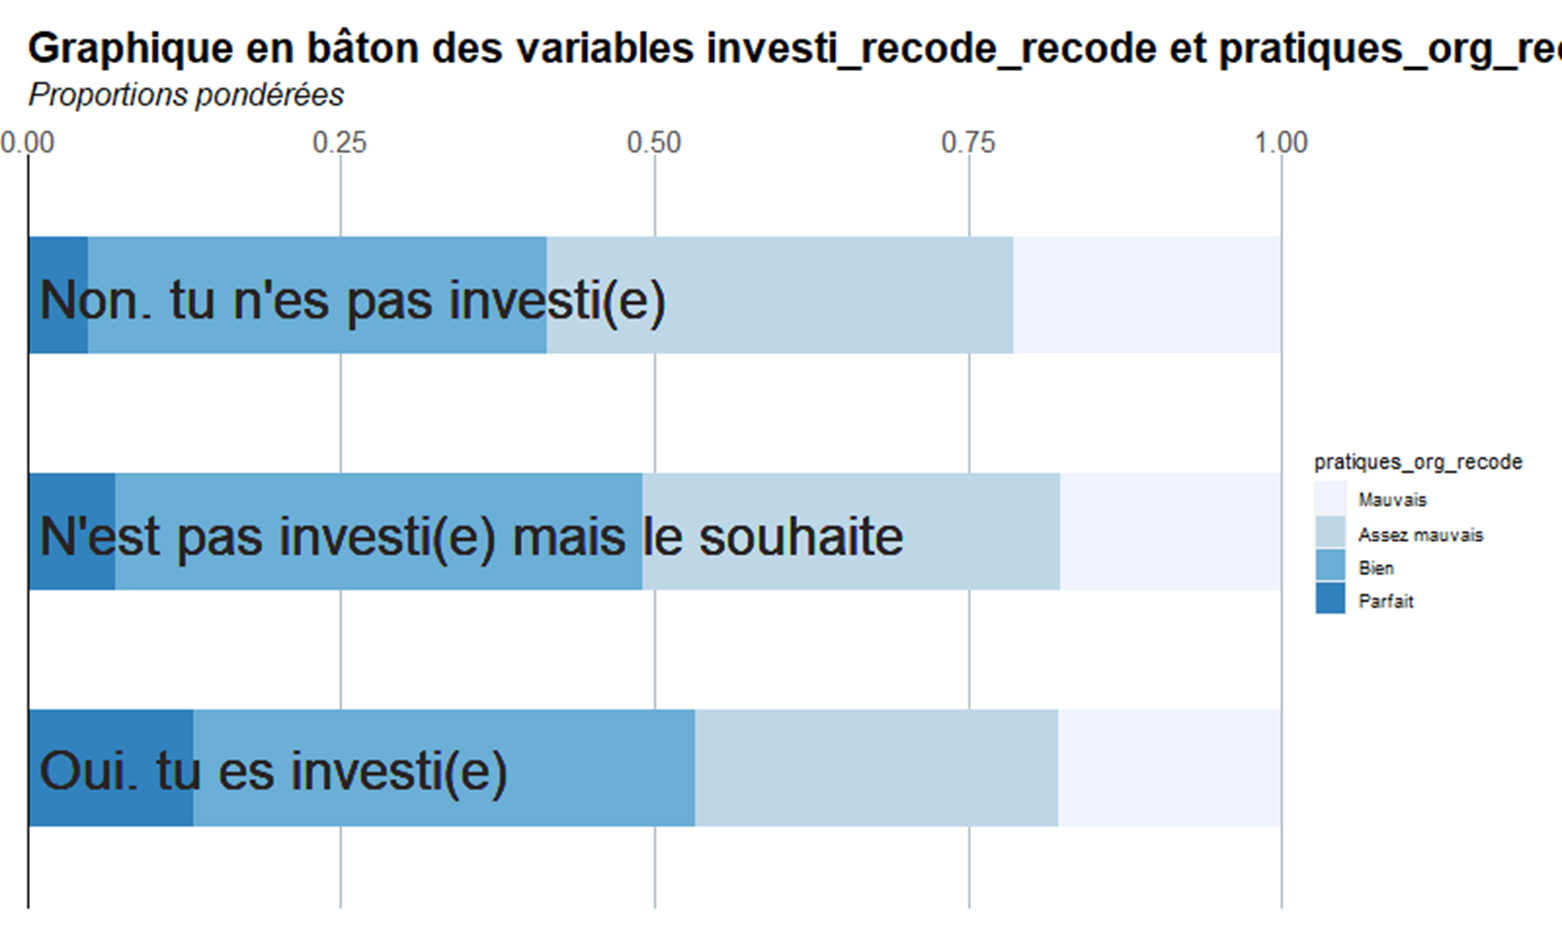 Graphique en bâton des variables investi_recode_recode et pratiques_org_rec
Proportions pondérées
0.00 0.25 0.50 0.75 1.00
Non. tu n'es pas investi(e)
N'est pas investi(e) mais le souhaite
Oui. tu es investi(e)
pratiques_org_recode
Mauvais
Assez mauvais
Bien
Parfait